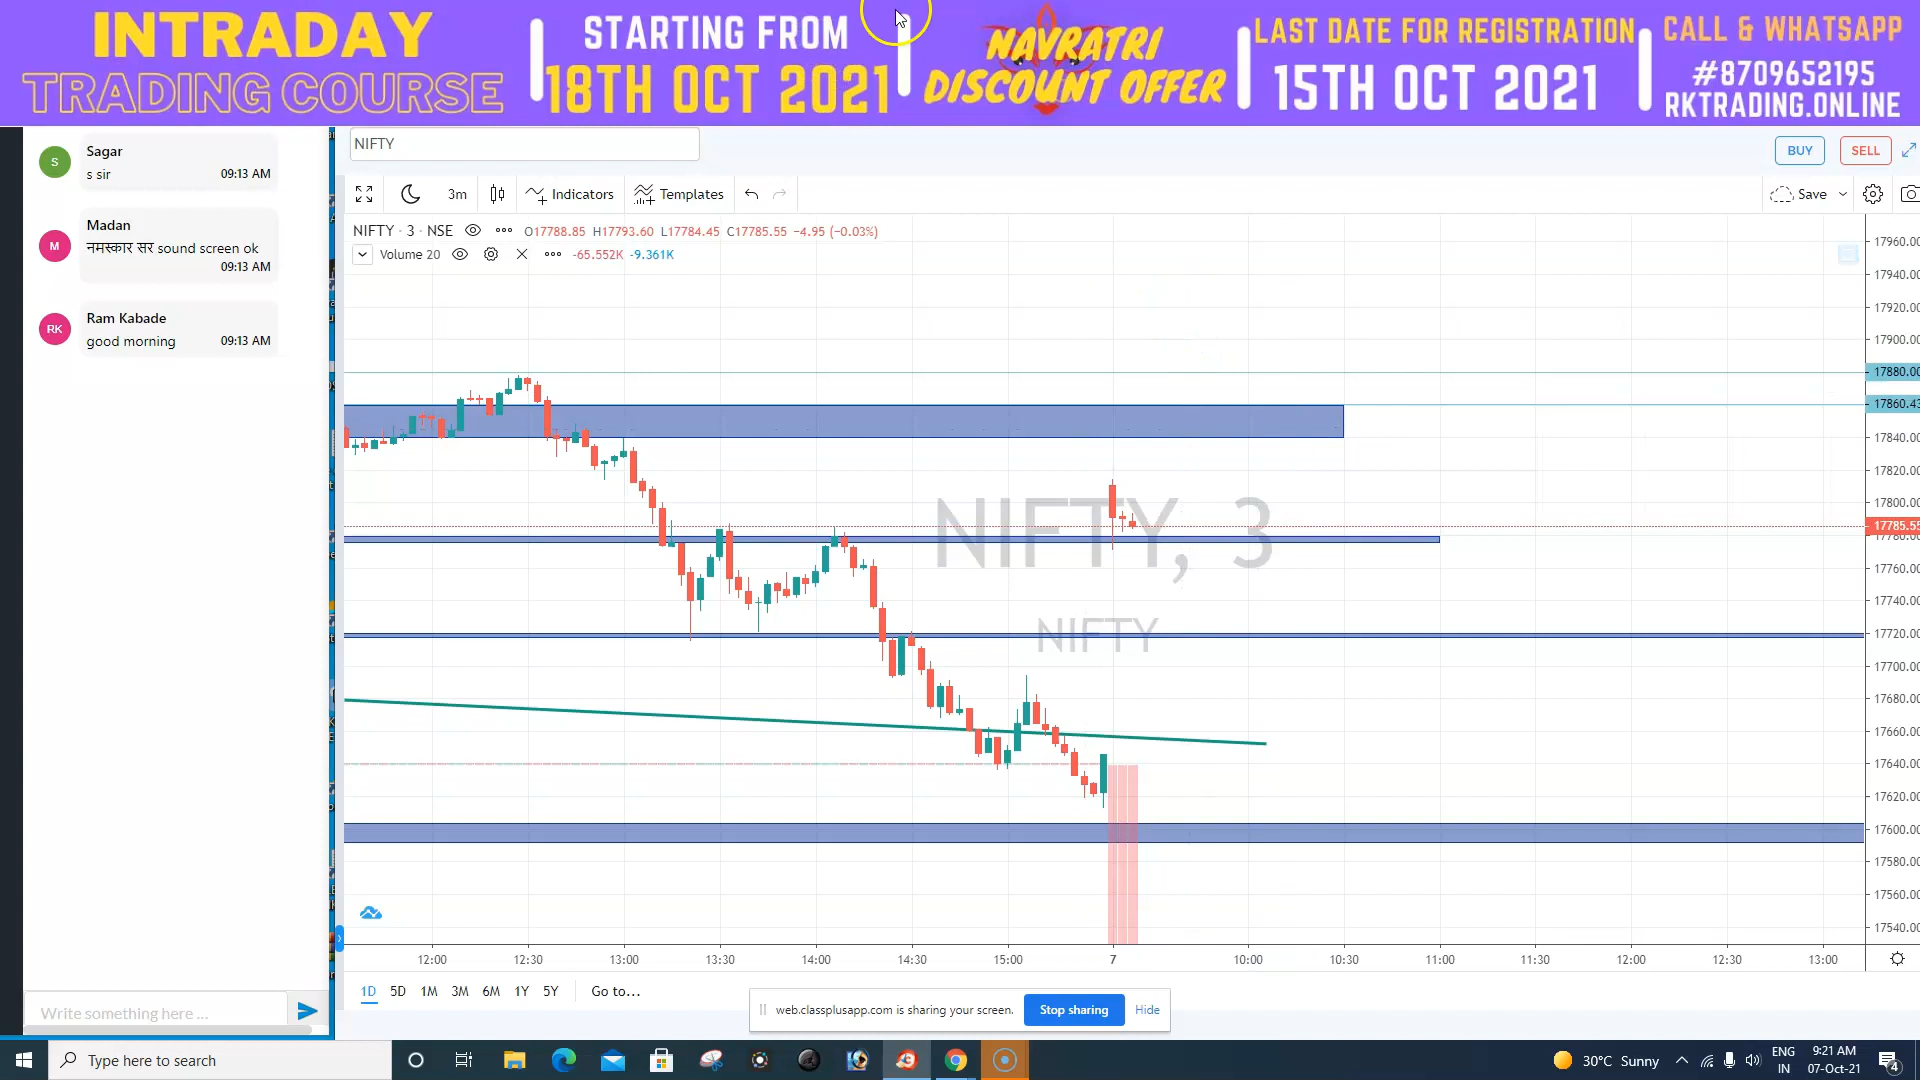 INTRADAY
TRADING COURSE
STARTING FROM
18TH OCT 2021
NAVRATRI
DISCOUNT OFFER
LAST DATE FOR REGISTRATION
15TH OCT 2021
CALL & WHATSAPP
#8709652195
RKTRADING.ONLINE
S
Sagar
s sir 09:13 AM
M
Madan
नमस्कार सर sound screen ok
09:13 AM
RK
Ram Kabade
good morning 09:13 AM
Write something here ...
NIFTY
BUY SELL
3m Indicators Templates Save
NIFTY · 3 · NSE O17788.85 H17793.60 L17784.45 C17785.55 −4.95 (−0.03%)
Volume 20 -65.552K -9.361K
NIFTY, 3
NIFTY
17960.00
17940.00
17920.00
17900.00
17880.00
17860.43
17840.00
17820.00
17800.00
17785.55
17780.00
17760.00
17740.00
17720.00
17700.00
17680.00
17660.00
17640.00
17620.00
17600.00
17580.00
17560.00
17540.00
12:00 12:30 13:00 13:30 14:00 14:30 15:00 7 10:00 10:30 11:00 11:30 12:00 12:30 13:00
1D 5D 1M 3M 6M 1Y 5Y Go to...
web.classplusapp.com is sharing your screen. Stop sharing Hide
Type here to search
30°C Sunny
ENG
IN
9:21 AM
07-Oct-21
4